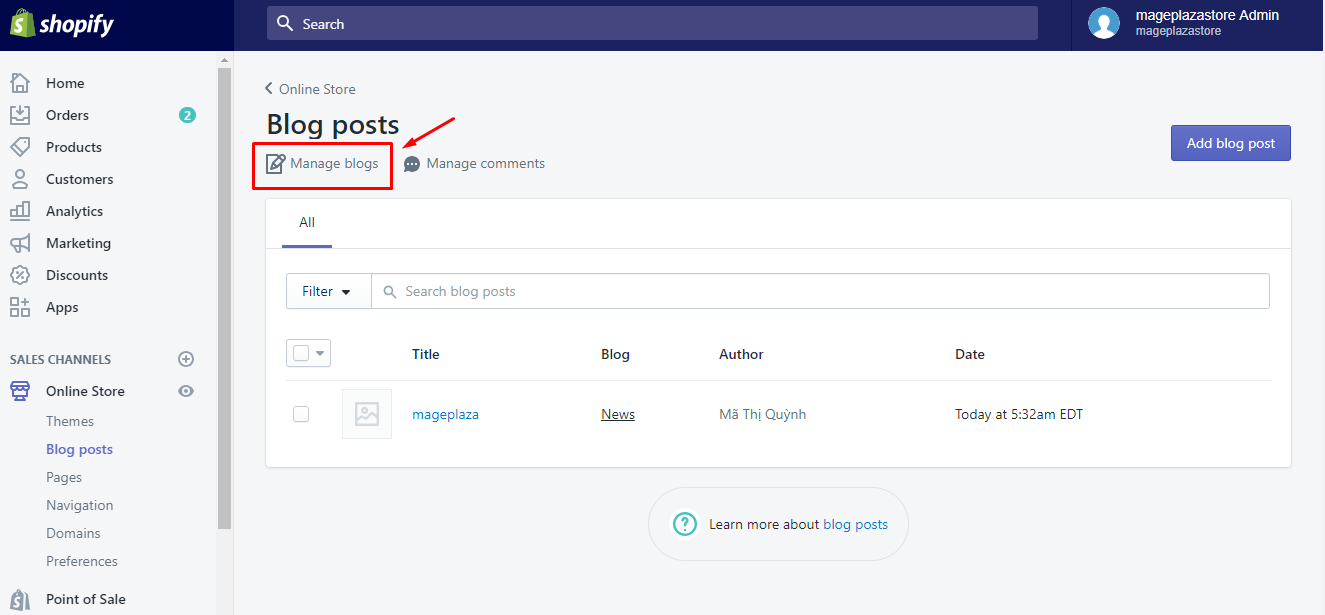 shopify
Search
mageplazastore Admin
mageplazastore
Home
Orders 2
Products
Customers
Analytics
Marketing
Discounts
Apps
SALES CHANNELS
Online Store
Themes
Blog posts
Pages
Navigation
Domains
Preferences
Point of Sale
Online Store
Blog posts
Manage blogs Manage comments
Add blog post
All
Filter Search blog posts
Title Blog Author Date
mageplaza News Mã Thị Quỳnh Today at 5:32am EDT
? Learn more about blog posts